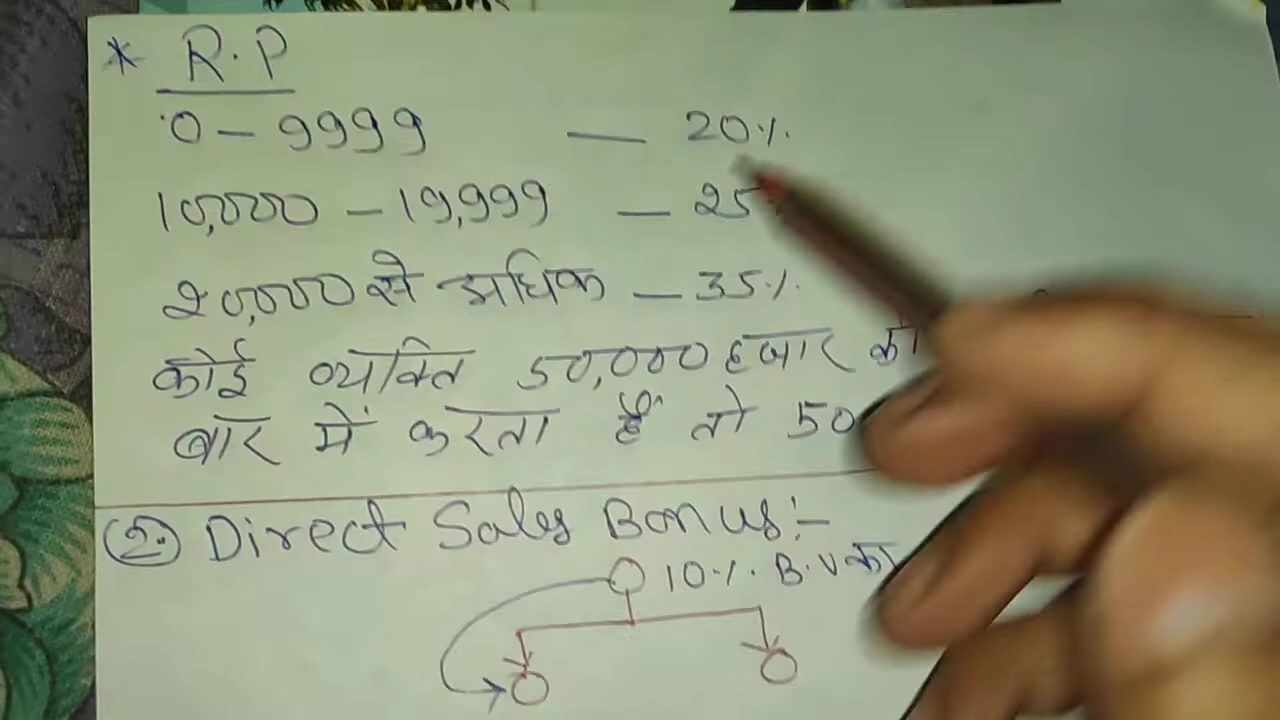 * R.P
0 - 9999 — 20%
10,000 - 19,999 — 25
20,000 से अधिक — 35%
कोई व्यक्ति 50,000 हजार
बार में करता है तो 50
2. Direct Sales Bonus:-
10% B.V का